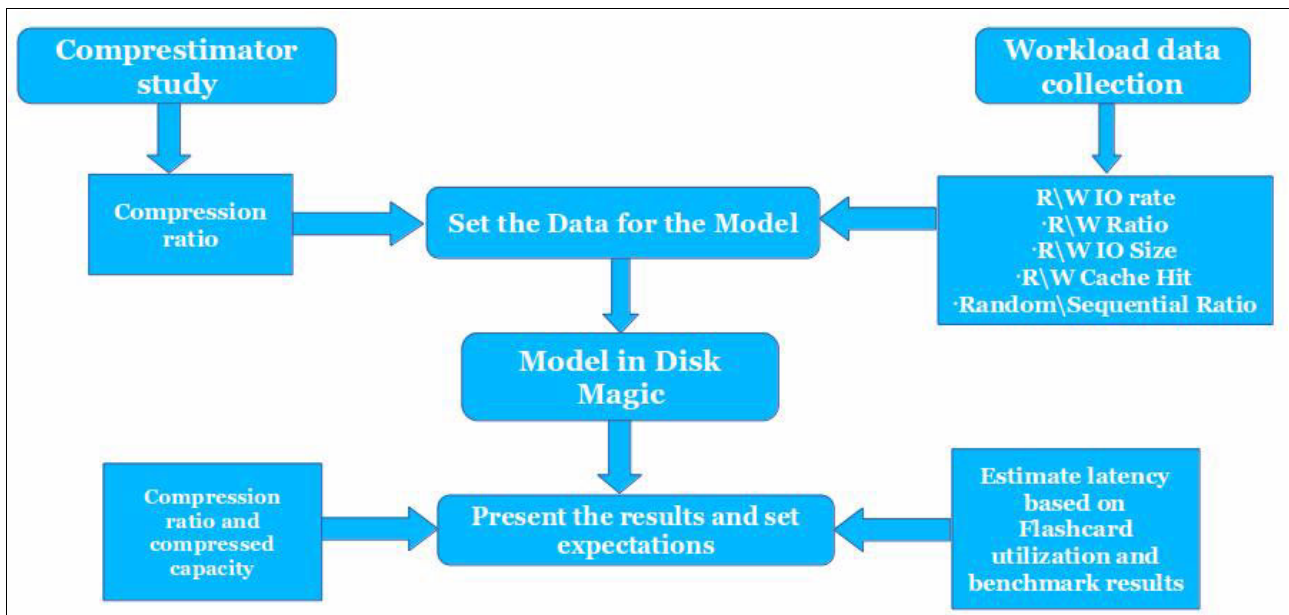 Comprestimator
study
Workload data
collection
Compression
ratio
Set the Data for the Model
R\W IO rate
·R\W Ratio
·R\W IO Size
·R\W Cache Hit
·Random\Sequential Ratio
Model in Disk
Magic
Compression
ratio and
compressed
capacity
Present the results and set
expectations
Estimate latency
based on
Flashcard
utilization and
benchmark results